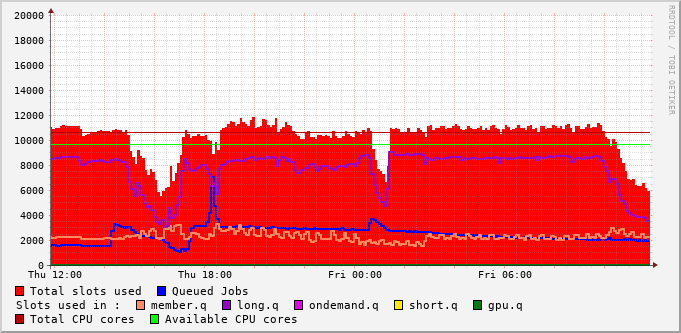 20000
18000
16000
14000
12000
10000
8000
6000
4000
2000
0
Thu 12:00 Thu 18:00 Fri 00:00 Fri 06:00
RRDTOOL / TOBI OETIKER
Total slots used Queued Jobs
Slots used in : member.q long.q ondemand.q short.q gpu.q
Total CPU cores Available CPU cores